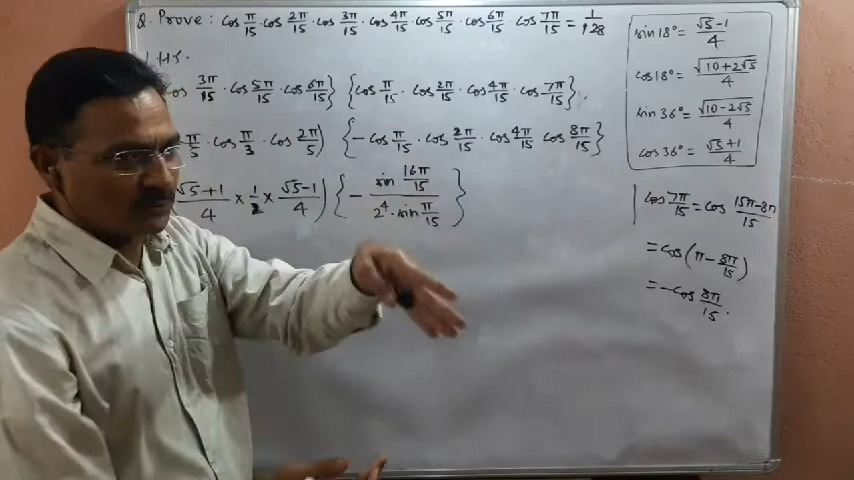 Q. Prove : cos π/15 · cos 2π/15 · cos 3π/15 · cos 4π/15 · cos 5π/15 · cos 6π/15 · cos 7π/15 = 1/128
L.H.S.
cos 3π/15 · cos 5π/15 · cos 6π/15} {cos π/15 · cos 2π/15 · cos 4π/15 · cos 7π/15}
π/5 · cos π/3 · cos 2π/5) {- cos π/15 · cos 2π/15 · cos 4π/15 cos 8π/15}
√5+1/4 × 1/2 × √5-1/4) {- sin 16π/15 / 2⁴ · sin π/15}
sin 18° = √5-1/4
cos 18° = √10+2√5/4
sin 36° = √10-2√5/4
cos 36° = √5+1/4
cos 7π/15 = cos 15π-8π/15
= cos(π - 8π/15)
= - cos 8π/15.